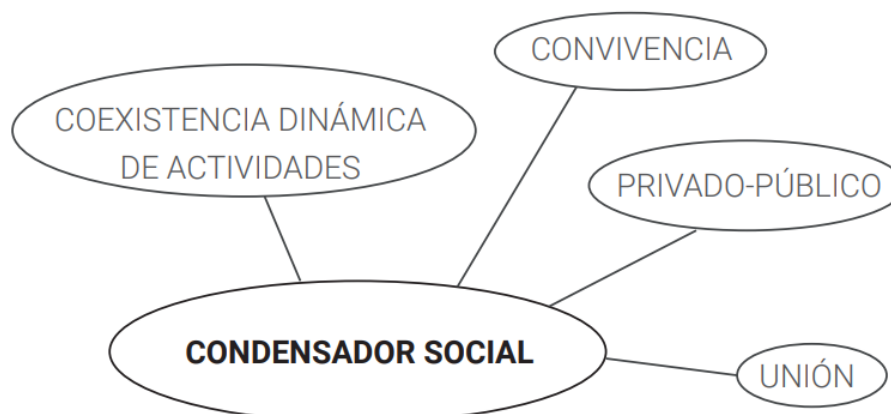 CONVIVENCIA
COEXISTENCIA DINÁMICA
DE ACTIVIDADES
PRIVADO-PÚBLICO
CONDENSADOR SOCIAL
UNIÓN